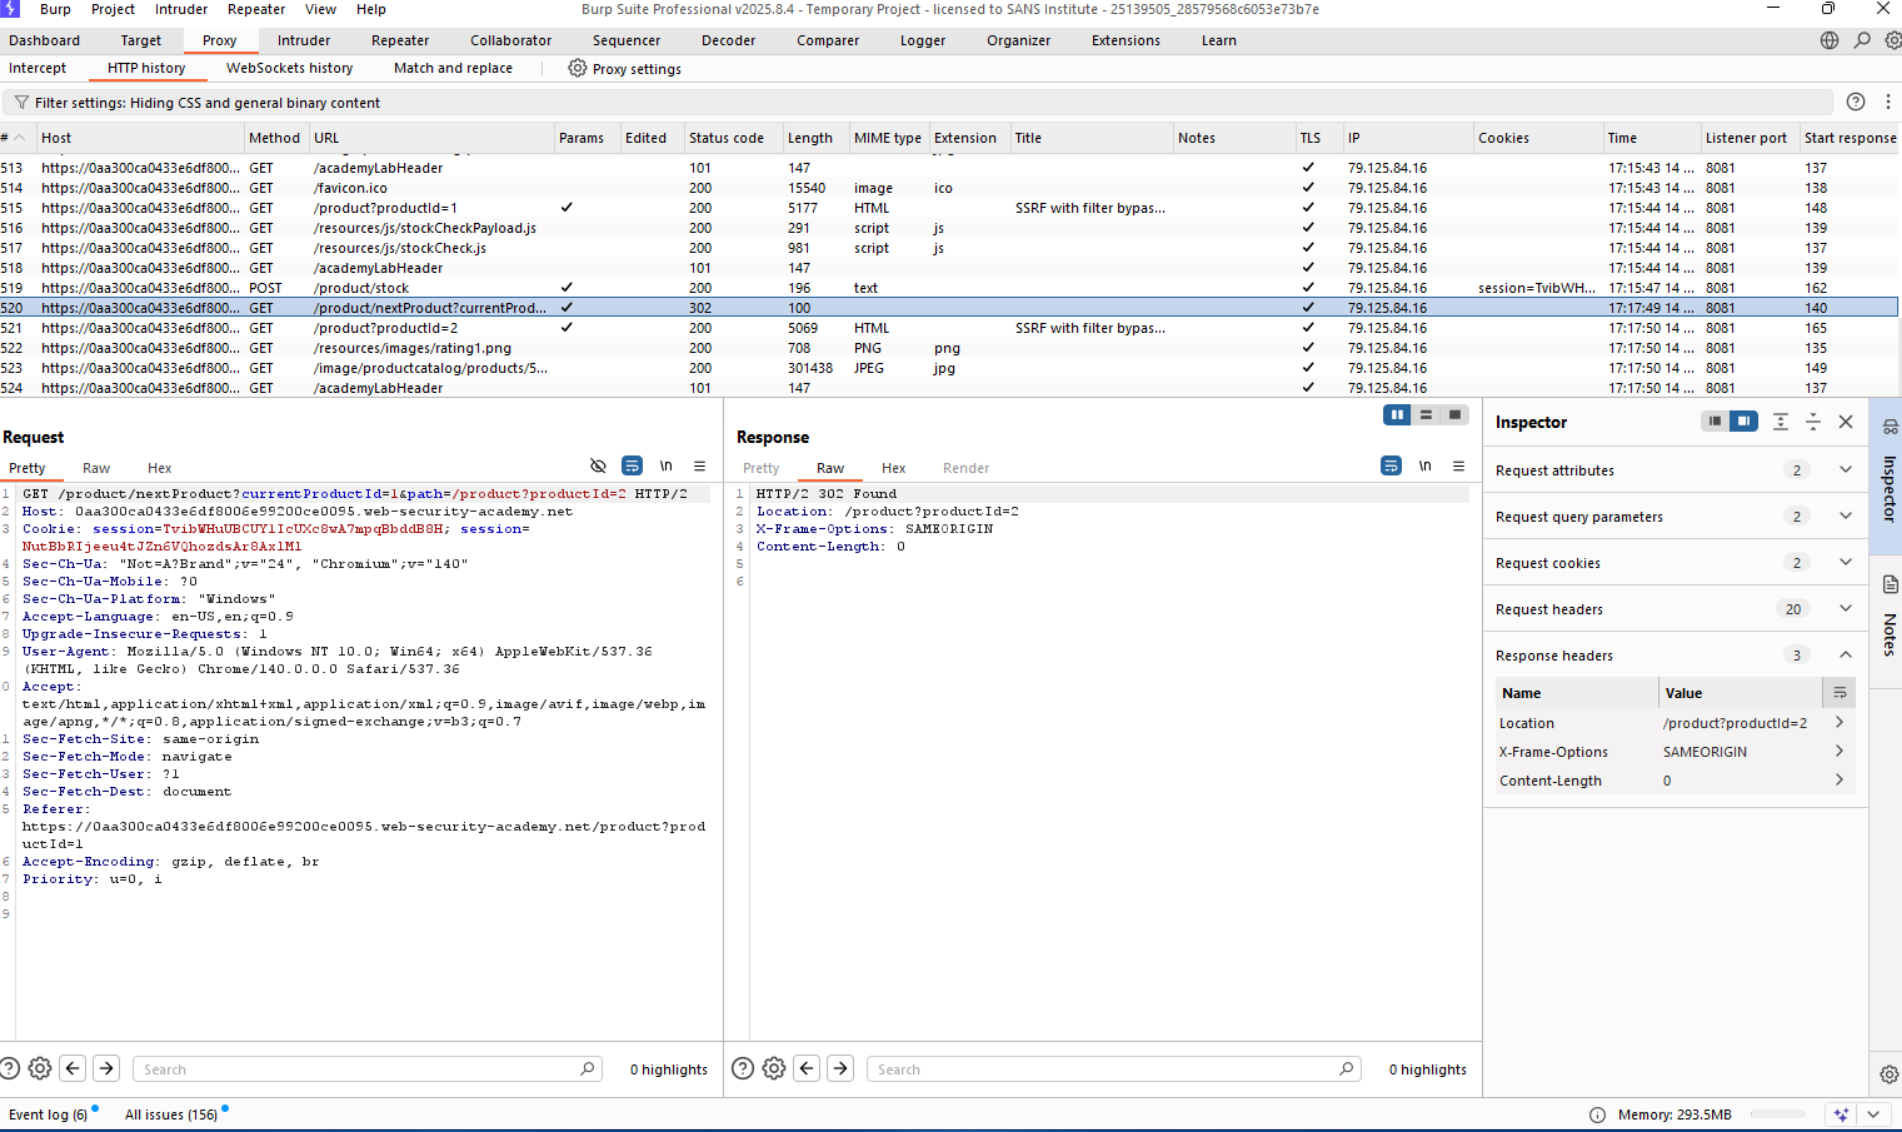 Burp Project Intruder Repeater View Help Burp Suite Professional v2025.8.4 - Temporary Project - licensed to SANS Institute - 25139505_28579568c6053e73b7e
Dashboard Target Proxy Intruder Repeater Collaborator Sequencer Decoder Comparer Logger Organizer Extensions Learn
Intercept HTTP history WebSockets history Match and replace Proxy settings
Filter settings: Hiding CSS and general binary content
# Host Method URL Params Edited Status code Length MIME type Extension Title Notes TLS IP Cookies Time Listener port Start response
513 https://0aa300ca0433e6df800... GET /academyLabHeader 101 147 ✓ 79.125.84.16 17:15:43 14 ... 8081 137
514 https://0aa300ca0433e6df800... GET /favicon.ico 200 15540 image ico ✓ 79.125.84.16 17:15:43 14 ... 8081 138
515 https://0aa300ca0433e6df800... GET /product?productId=1 ✓ 200 5177 HTML SSRF with filter bypas... ✓ 79.125.84.16 17:15:44 14 ... 8081 148
516 https://0aa300ca0433e6df800... GET /resources/js/stockCheckPayload.js 200 291 script js ✓ 79.125.84.16 17:15:44 14 ... 8081 139
517 https://0aa300ca0433e6df800... GET /resources/js/stockCheck.js 200 981 script js ✓ 79.125.84.16 17:15:44 14 ... 8081 137
518 https://0aa300ca0433e6df800... GET /academyLabHeader 101 147 ✓ 79.125.84.16 17:15:44 14 ... 8081 139
519 https://0aa300ca0433e6df800... POST /product/stock ✓ 200 196 text ✓ 79.125.84.16 session=TvibWH... 17:15:47 14 ... 8081 162
520 https://0aa300ca0433e6df800... GET /product/nextProduct?currentProd... ✓ 302 100 ✓ 79.125.84.16 17:17:49 14 ... 8081 140
521 https://0aa300ca0433e6df800... GET /product?productId=2 ✓ 200 5069 HTML SSRF with filter bypas... ✓ 79.125.84.16 17:17:50 14 ... 8081 165
522 https://0aa300ca0433e6df800... GET /resources/images/rating1.png 200 708 PNG png ✓ 79.125.84.16 17:17:50 14 ... 8081 135
523 https://0aa300ca0433e6df800... GET /image/productcatalog/products/5... 200 301438 JPEG jpg ✓ 79.125.84.16 17:17:50 14 ... 8081 149
524 https://0aa300ca0433e6df800... GET /academyLabHeader 101 147 ✓ 79.125.84.16 17:17:50 14 ... 8081 137
Request
Pretty Raw Hex \n
1 GET /product/nextProduct?currentProductId=1&path=/product?productId=2 HTTP/2
2 Host: 0aa300ca0433e6df8006e99200ce0095.web-security-academy.net
3 Cookie: session=TvibWHuUBCUYlIcUXc8wA7mpqBbddB8H; session=
NutBbRIjeeu4tJZn6VQhozdsAr8AxlMl
4 Sec-Ch-Ua: "Not=A?Brand";v="24", "Chromium";v="140"
5 Sec-Ch-Ua-Mobile: ?0
6 Sec-Ch-Ua-Platform: "Windows"
7 Accept-Language: en-US,en;q=0.9
8 Upgrade-Insecure-Requests: 1
9 User-Agent: Mozilla/5.0 (Windows NT 10.0; Win64; x64) AppleWebKit/537.36
(KHTML, like Gecko) Chrome/140.0.0.0 Safari/537.36
0 Accept:
text/html,application/xhtml+xml,application/xml;q=0.9,image/avif,image/webp,im
age/apng,*/*;q=0.8,application/signed-exchange;v=b3;q=0.7
1 Sec-Fetch-Site: same-origin
2 Sec-Fetch-Mode: navigate
3 Sec-Fetch-User: ?1
4 Sec-Fetch-Dest: document
5 Referer:
https://0aa300ca0433e6df8006e99200ce0095.web-security-academy.net/product?prod
uctId=1
6 Accept-Encoding: gzip, deflate, br
7 Priority: u=0, i
8
9
Search 0 highlights
Response
Pretty Raw Hex Render \n
1 HTTP/2 302 Found
2 Location: /product?productId=2
3 X-Frame-Options: SAMEORIGIN
4 Content-Length: 0
5
6
Search 0 highlights
Inspector
Request attributes 2
Request query parameters 2
Request cookies 2
Request headers 20
Response headers 3
Name Value
Location /product?productId=2
X-Frame-Options SAMEORIGIN
Content-Length 0
Inspector
Notes
Event log (6) All issues (156) Memory: 293.5MB